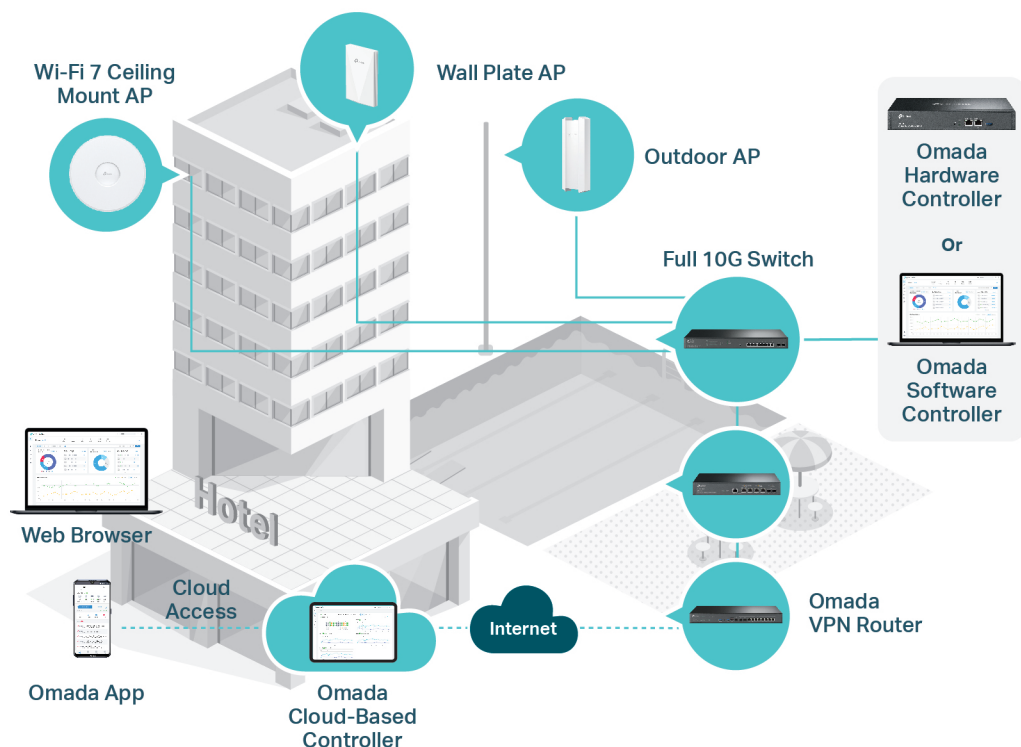 Wi-Fi 7 Ceiling
Mount AP
Wall Plate AP
Outdoor AP
Omada
Hardware
Controller
Or
Full 10G Switch
Omada
Software
Controller
Hotel
Web Browser
Cloud
Access
Internet
Omada
VPN Router
Omada App
Omada
Cloud-Based
Controller